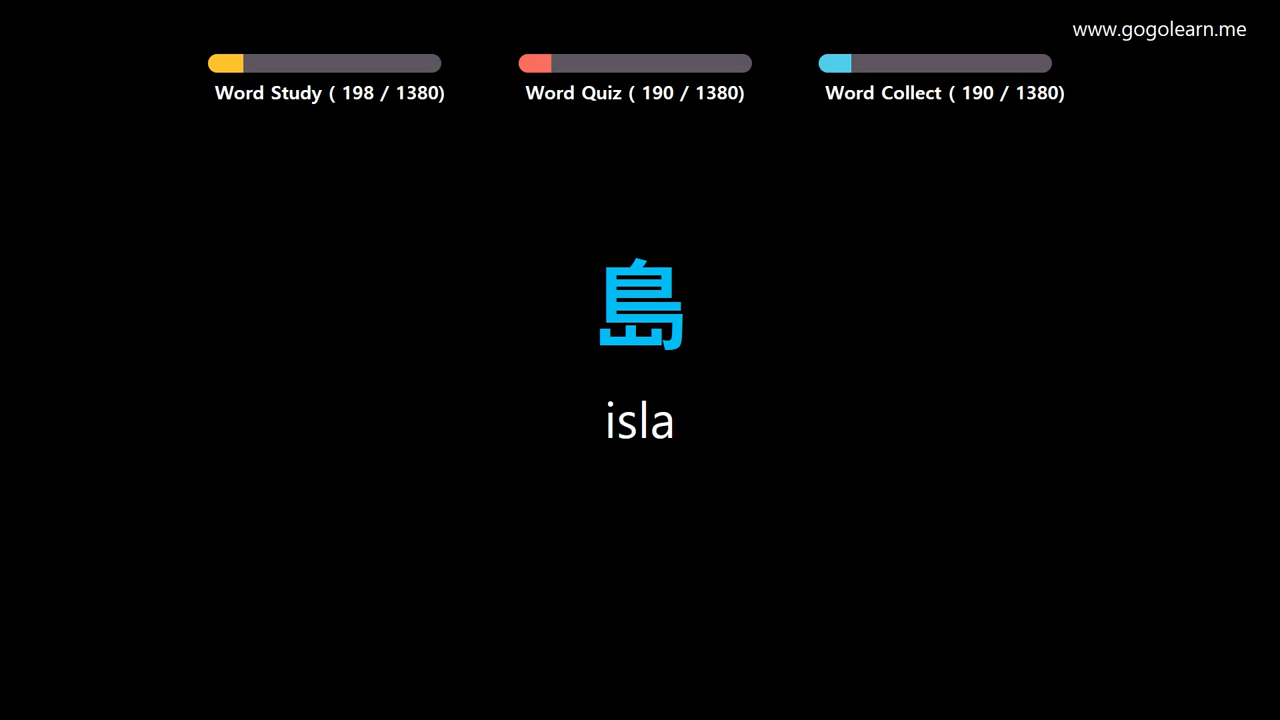 www.gogolearn.me
Word Study ( 198 / 1380)
Word Quiz ( 190 / 1380)
Word Collect ( 190 / 1380)
島
isla